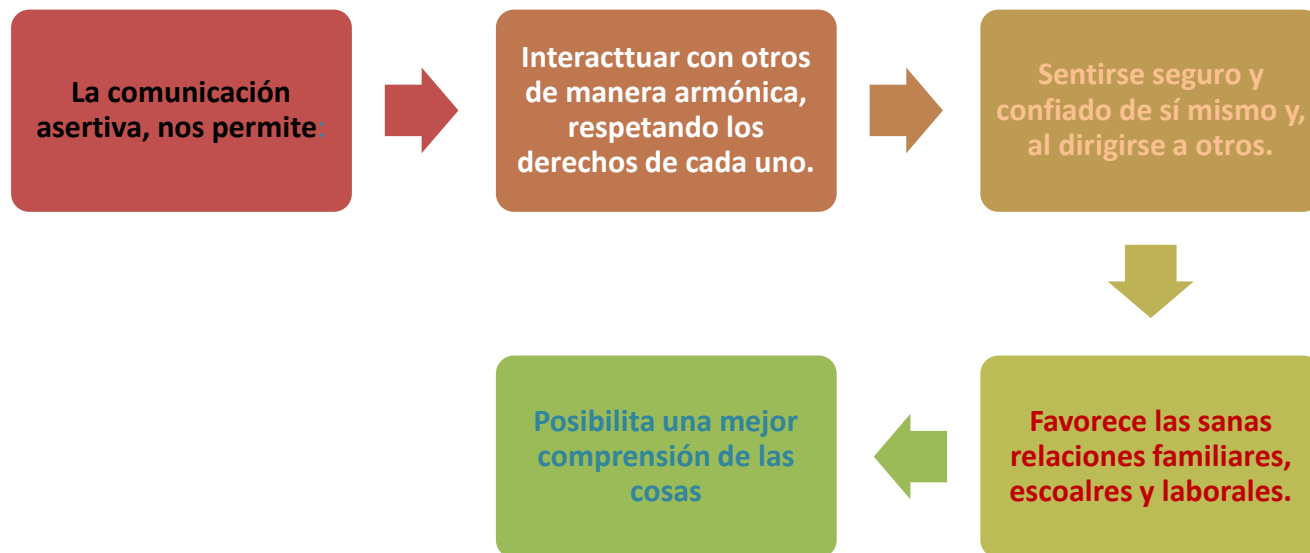 La comunicación
asertiva, nos permite:
Interacttuar con otros
de manera armónica,
respetando los
derechos de cada uno.
Sentirse seguro y
confiado de sí mismo y,
al dirigirse a otros.
Favorece las sanas
relaciones familiares,
escoalres y laborales.
Posibilita una mejor
comprensión de las
cosas